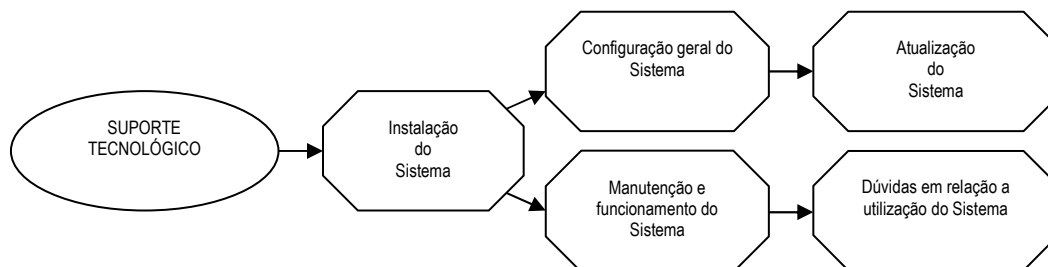 SUPORTE
TECNOLÓGICO
Instalação
do
Sistema
Configuração geral do
Sistema
Atualização
do
Sistema
Manutenção e
funcionamento do
Sistema
Dúvidas em relação a
utilização do Sistema